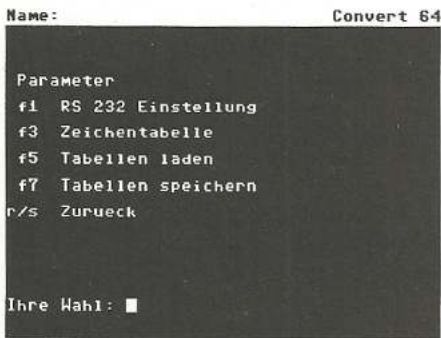 Name: Convert 64
Parameter
f1 RS 232 Einstellung
f3 Zeichentabelle
f5 Tabellen laden
f7 Tabellen speichern
r/s Zurueck
Ihre Wahl: